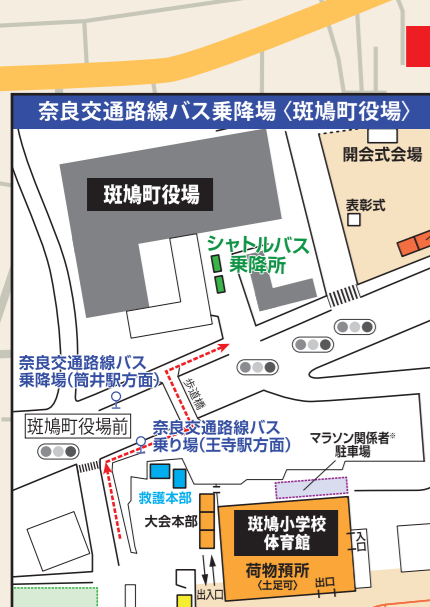 奈良交通路線バス乗降場〈斑鳩町役場〉
開会式会場
斑鳩町役場
表彰式
シャトルバス
乗降所
奈良交通路線バス
乗降場(筒井駅方面)
歩道橋
斑鳩町役場前
奈良交通路線バス
乗り場(王寺駅方面)
マラソン関係者※
駐車場
救護本部
大会本部
斑鳩小学校
体育館
入口
荷物預所
〈土足可〉
出口
出入口